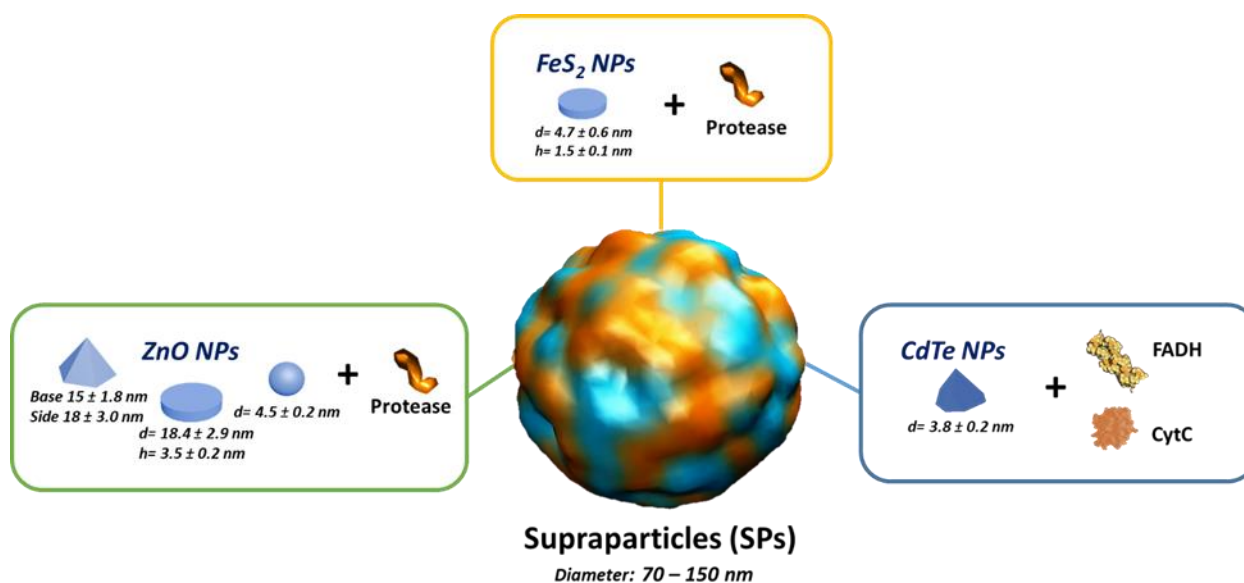 FeS₂ NPs
+
Protease
d= 4.7 ± 0.6 nm
h= 1.5 ± 0.1 nm
ZnO NPs
+
Base 15 ± 1.8 nm
Side 18 ± 3.0 nm
d= 4.5 ± 0.2 nm
Protease
d= 18.4 ± 2.9 nm
h= 3.5 ± 0.2 nm
CdTe NPs
d= 3.8 ± 0.2 nm
+
FADH
CytC
Supraparticles (SPs)
Diameter: 70 – 150 nm